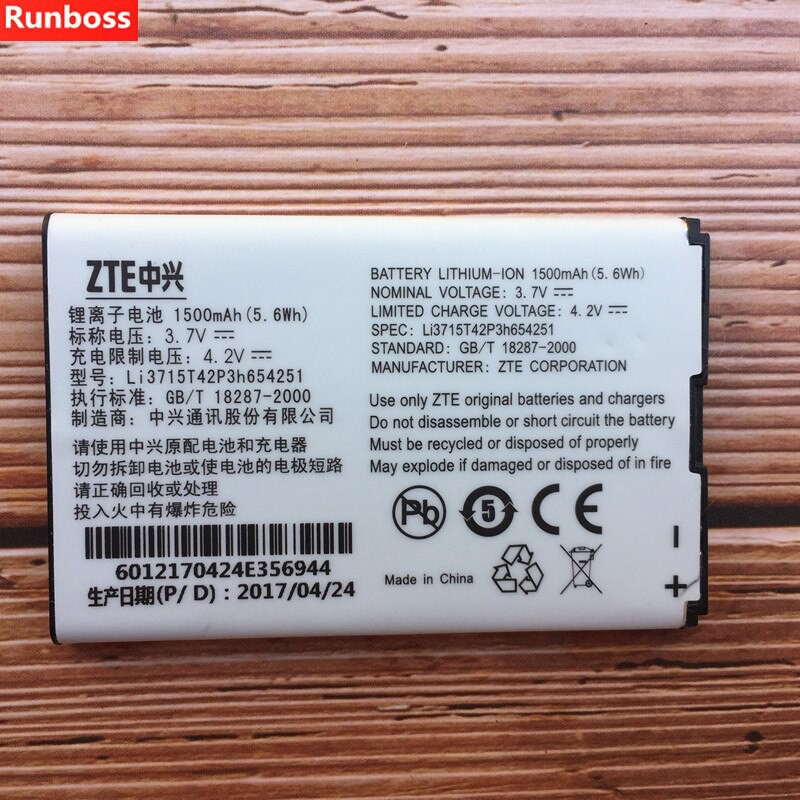 Runboss
ZTE中兴
锂离子电池 1500mAh(5.6Wh)
标称电压: 3.7V
充电限制电压: 4.2V
型号: Li3715T42P3h654251
执行标准: GB/T 18287-2000
制造商: 中兴通讯股份有限公司
请使用中兴原配电池和充电器
切勿拆卸电池或使电池的电极短路
请正确回收或处理
投入火中有爆炸危险
6012170424E356944
生产日期(P/ D): 2017/04/24
BATTERY LITHIUM-ION 1500mAh(5.6Wh)
NOMINAL VOLTAGE: 3.7V
LIMITED CHARGE VOLTAGE: 4.2V
SPEC: Li3715T42P3h654251
STANDARD: GB/T 18287-2000
MANUFACTURER: ZTE CORPORATION
Use only ZTE original batteries and chargers
Do not disassemble or short circuit the battery
Must be recycled or disposed of properly
May explode if damaged or disposed of in fire
Pb 5 CE
Made in China
-
+